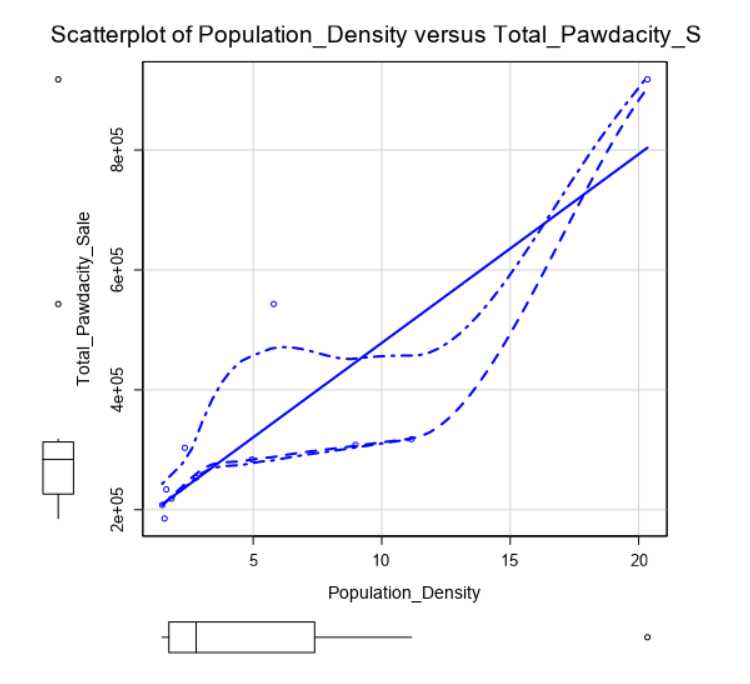 Scatterplot of Population_Density versus Total_Pawdacity_S
Total_Pawdacity_Sale
8e+05
6e+05
4e+05
2e+05
5 10 15 20
Population_Density